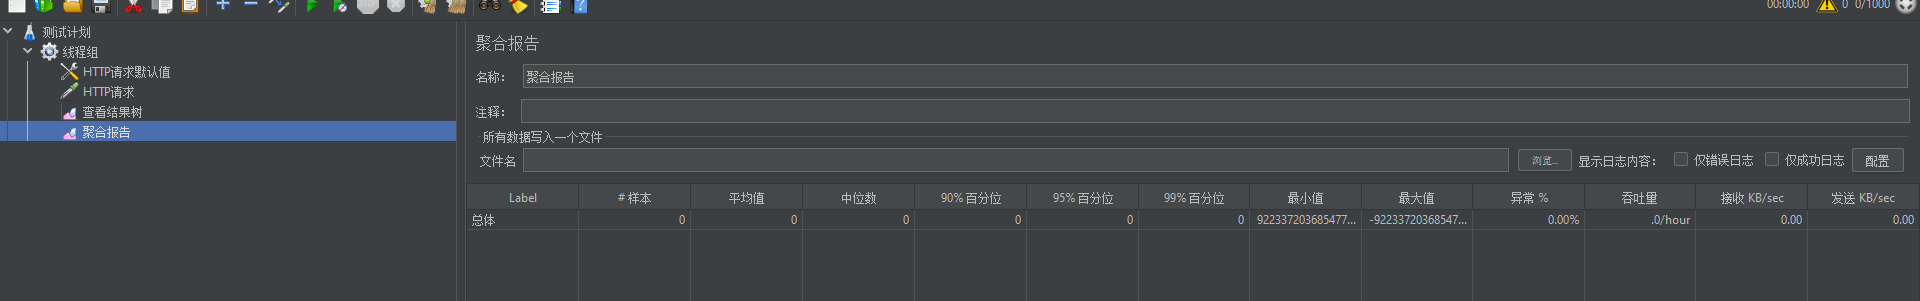 00:00:00 0 0/1000
测试计划
线程组
HTTP请求默认值
HTTP请求
查看结果树
聚合报告
聚合报告
名称： 聚合报告
注释：
所有数据写入一个文件
文件名 浏览... 显示日志内容： 仅错误日志 仅成功日志 配置
Label # 样本 平均值 中位数 90% 百分位 95% 百分位 99% 百分位 最小值 最大值 异常 % 吞吐量 接收 KB/sec 发送 KB/sec
总体 0 0 0 0 0 0 922337203685477... -92233720368547... 0.00% .0/hour 0.00 0.00